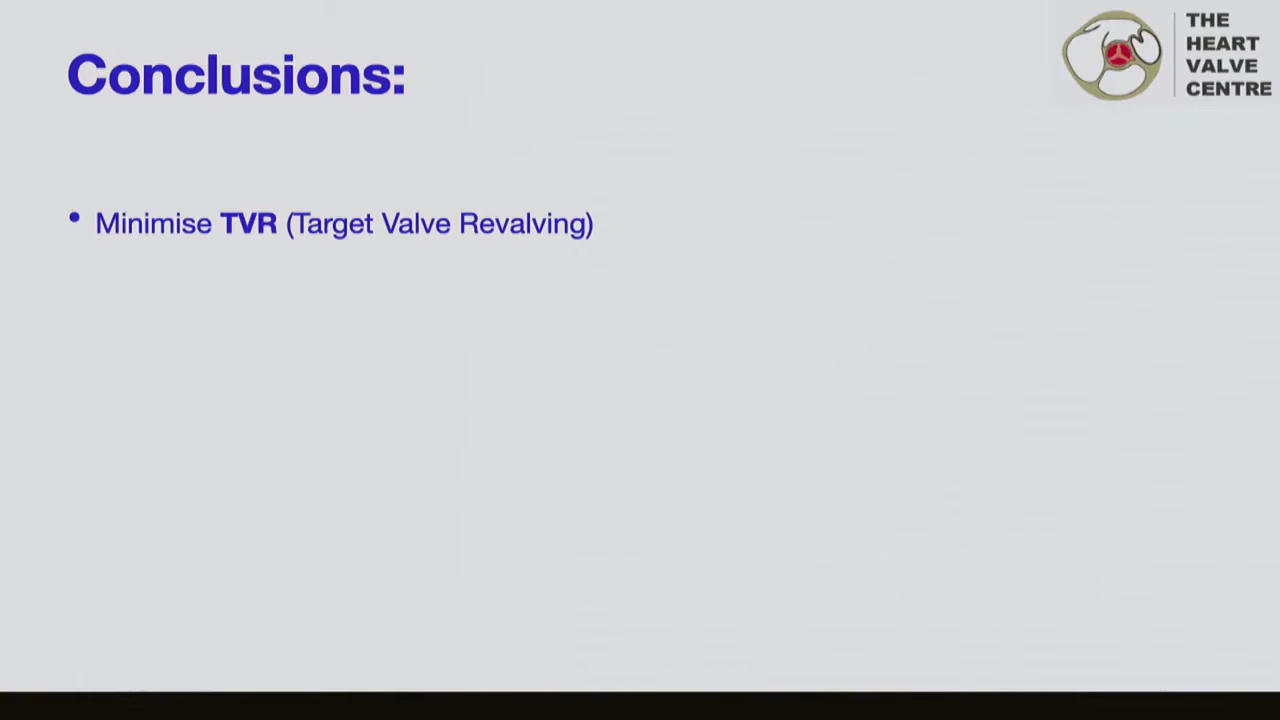 Conclusions:
THE
HEART
VALVE
CENTRE
• Minimise TVR (Target Valve Revalving)